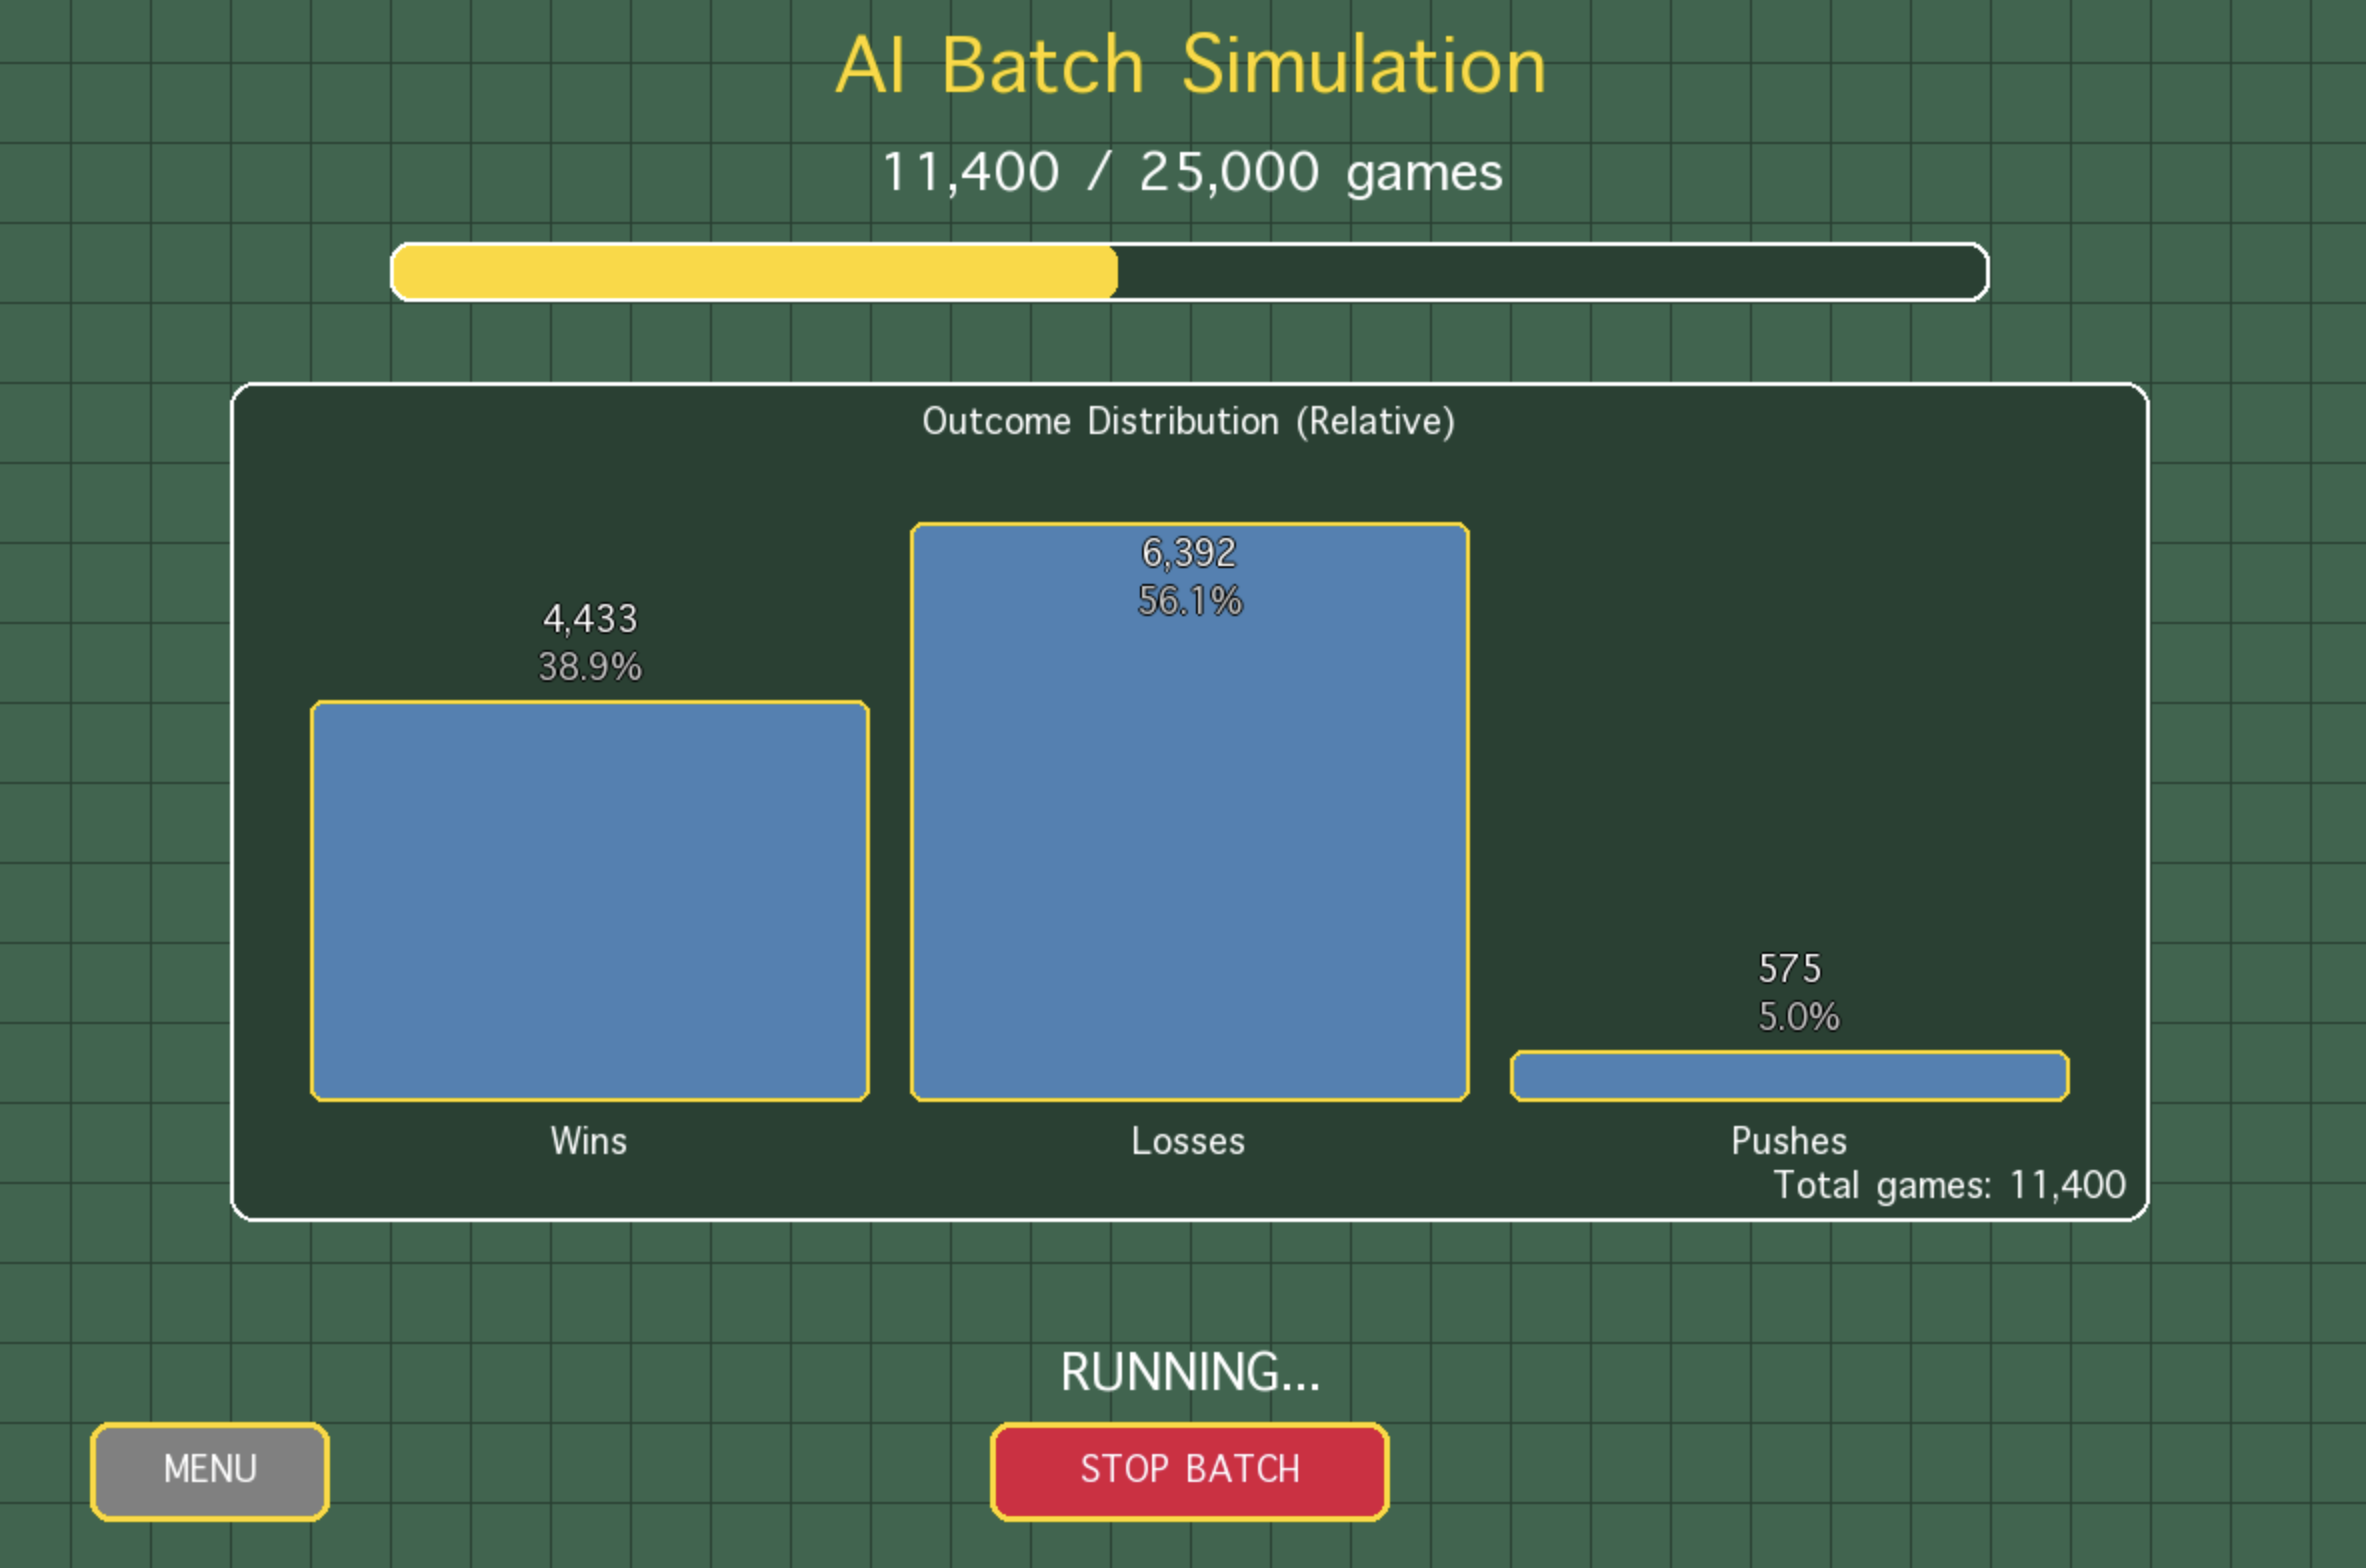 AI Batch Simulation
11,400 / 25,000 games
Outcome Distribution (Relative)
4,433
38.9%
6,392
56.1%
575
5.0%
Wins
Losses
Pushes
Total games: 11,400
RUNNING...
MENU
STOP BATCH